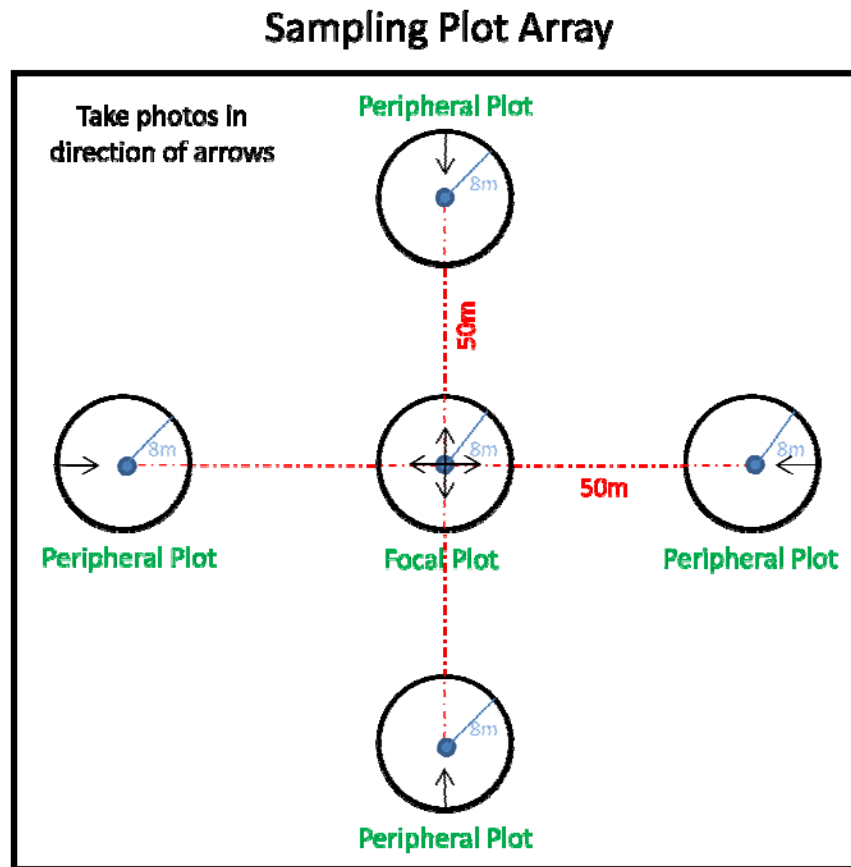 Sampling Plot Array
Take photos in
direction of arrows
Peripheral Plot
8m
50m
8m
8m
8m
50m
Peripheral Plot
Focal Plot
Peripheral Plot
8m
Peripheral Plot